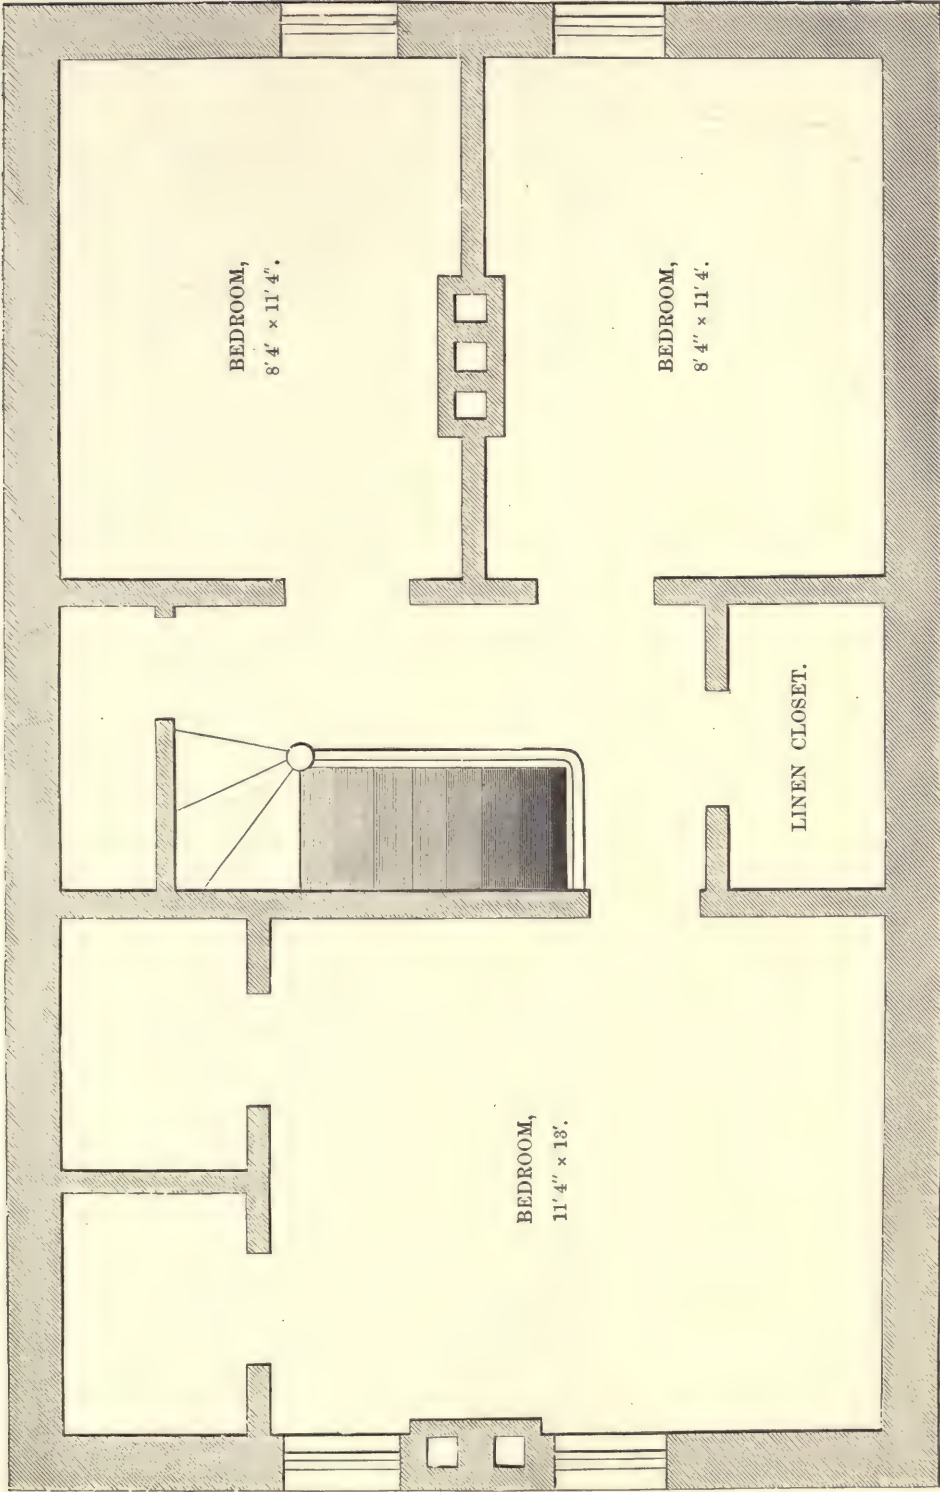 BEDROOM,
8'4' × 11'4".
BEDROOM,
8'4" × 11'4'.
LINEN CLOSET.
BEDROOM,
11'4" × 13'.